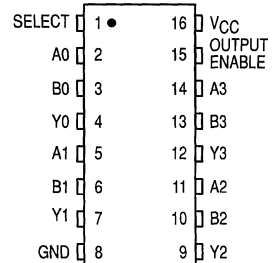 SELECT 1 16 VCC
A0 2 15 OUTPUT ENABLE
B0 3 14 A3
Y0 4 13 B3
A1 5 12 Y3
B1 6 11 A2
Y1 7 10 B2
GND 8 9 Y2